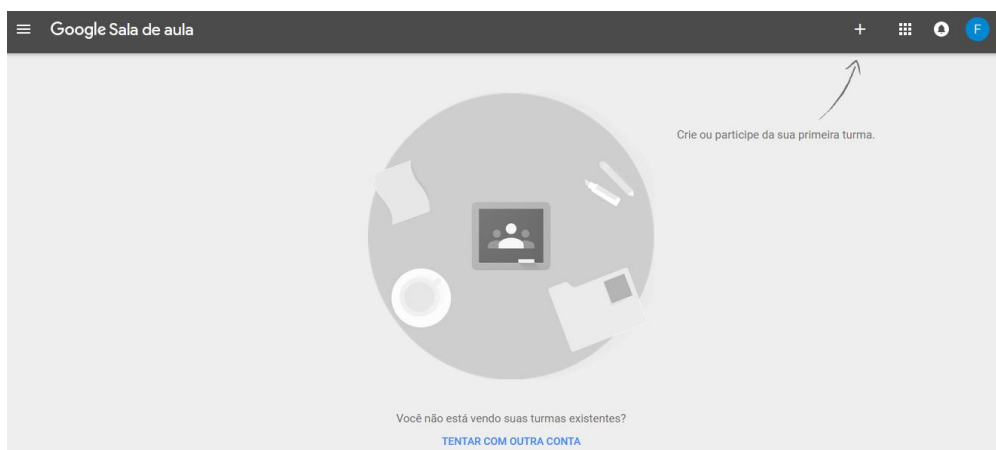 Google Sala de aula
F
Crie ou participe da sua primeira turma.
Você não está vendo suas turmas existentes?
TENTAR COM OUTRA CONTA